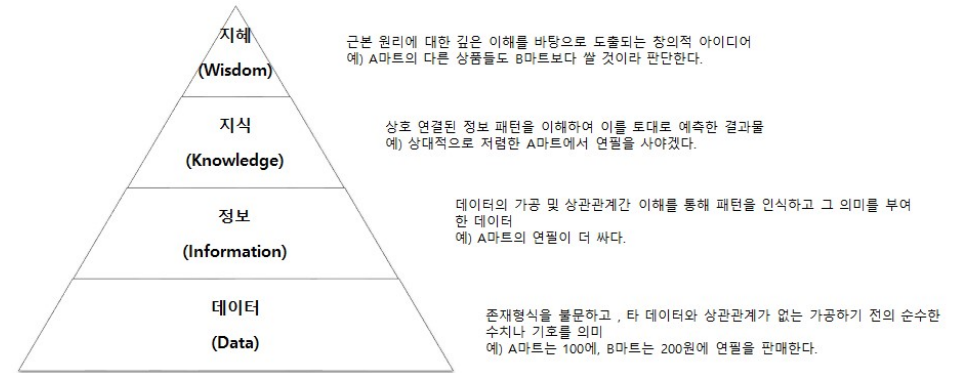 지혜
(Wisdom)
근본 원리에 대한 깊은 이해를 바탕으로 도출되는 창의적 아이디어
예) A마트의 다른 상품들도 B마트보다 쌀 것이라 판단한다.
지식
(Knowledge)
상호 연결된 정보 패턴을 이해하여 이를 토대로 예측한 결과물
예) 상대적으로 저렴한 A마트에서 연필을 사야겠다.
정보
(Information)
데이터의 가공 및 상관관계간 이해를 통해 패턴을 인식하고 그 의미를 부여
한 데이터
예) A마트의 연필이 더 싸다.
데이터
(Data)
존재형식을 불문하고 , 타 데이터와 상관관계가 없는 가공하기 전의 순수한
수치나 기호를 의미
예) A마트는 100에, B마트는 200원에 연필을 판매한다.